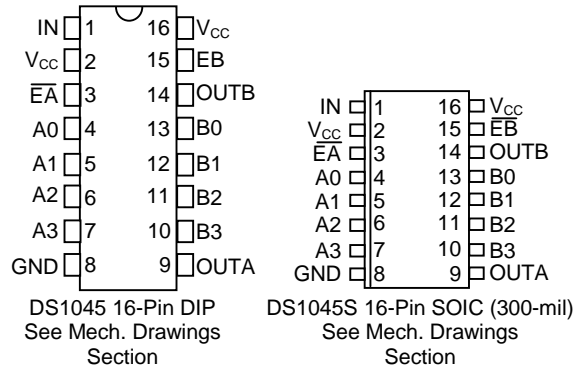 IN 1 16 VCC
VCC 2 15 EB
E̅A̅ 3 14 OUTB
A0 4 13 B0
A1 5 12 B1
A2 6 11 B2
A3 7 10 B3
GND 8 9 OUTA
DS1045 16-Pin DIP
See Mech. Drawings
Section
IN 1 16 VCC
VCC 2 15 E̅B̅
E̅A̅ 3 14 OUTB
A0 4 13 B0
A1 5 12 B1
A2 6 11 B2
A3 7 10 B3
GND 8 9 OUTA
DS1045S 16-Pin SOIC (300-mil)
See Mech. Drawings
Section